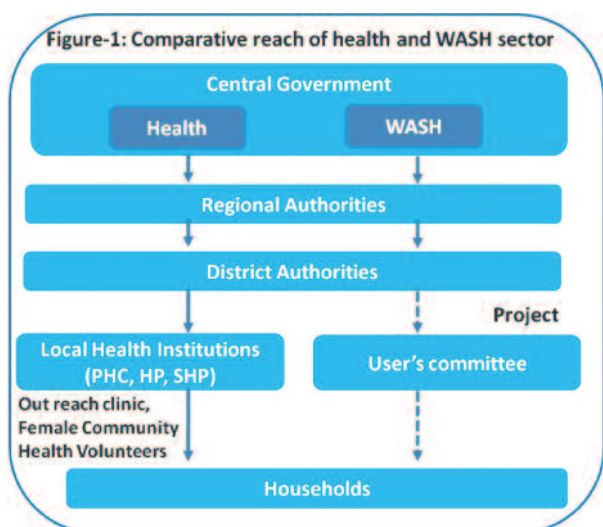 Figure-1: Comparative reach of health and WASH sector
Central Government
Health
WASH
Regional Authorities
District Authorities
Project
Local Health Institutions
(PHC, HP, SHP)
User's committee
Out reach clinic,
Female Community
Health Volunteers
Households